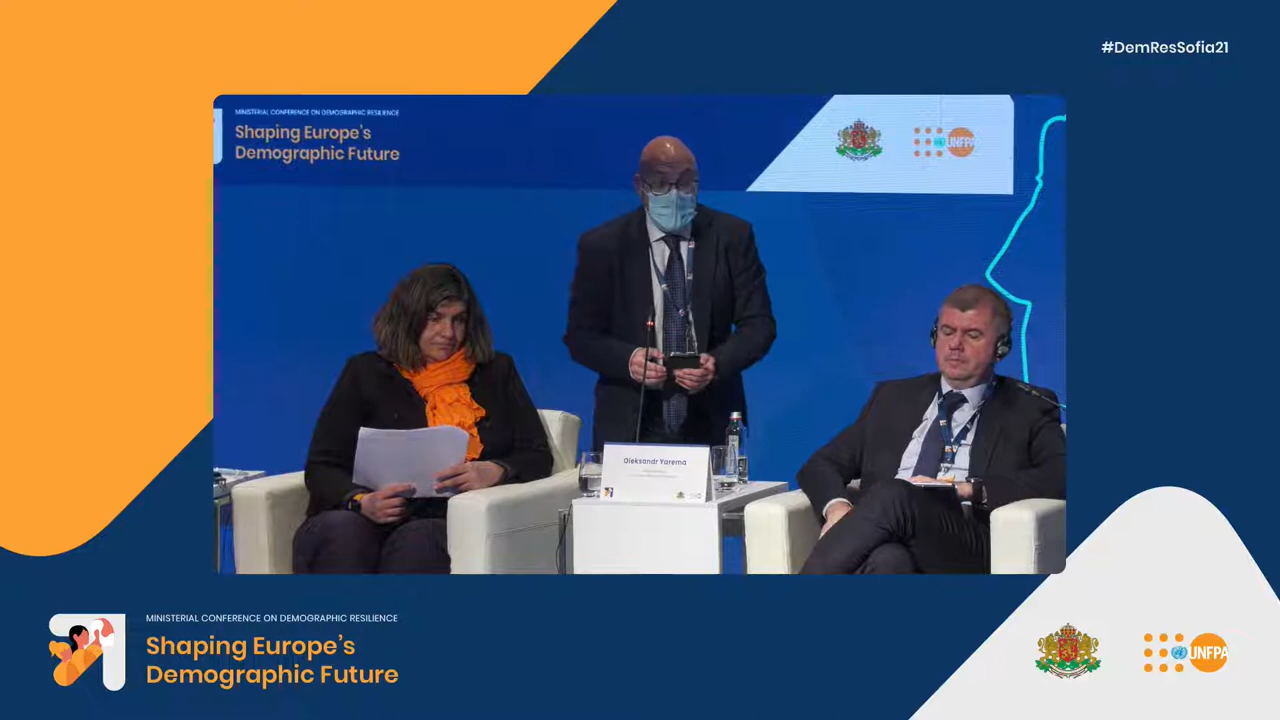 #DemResSofia21
MINISTERIAL CONFERENCE ON DEMOGRAPHIC RESILIENCE
Shaping Europe's
Demographic Future
UNFPA
Oleksandr Yarema
MINISTERIAL CONFERENCE ON DEMOGRAPHIC RESILIENCE
Shaping Europe's
Demographic Future
UNFPA